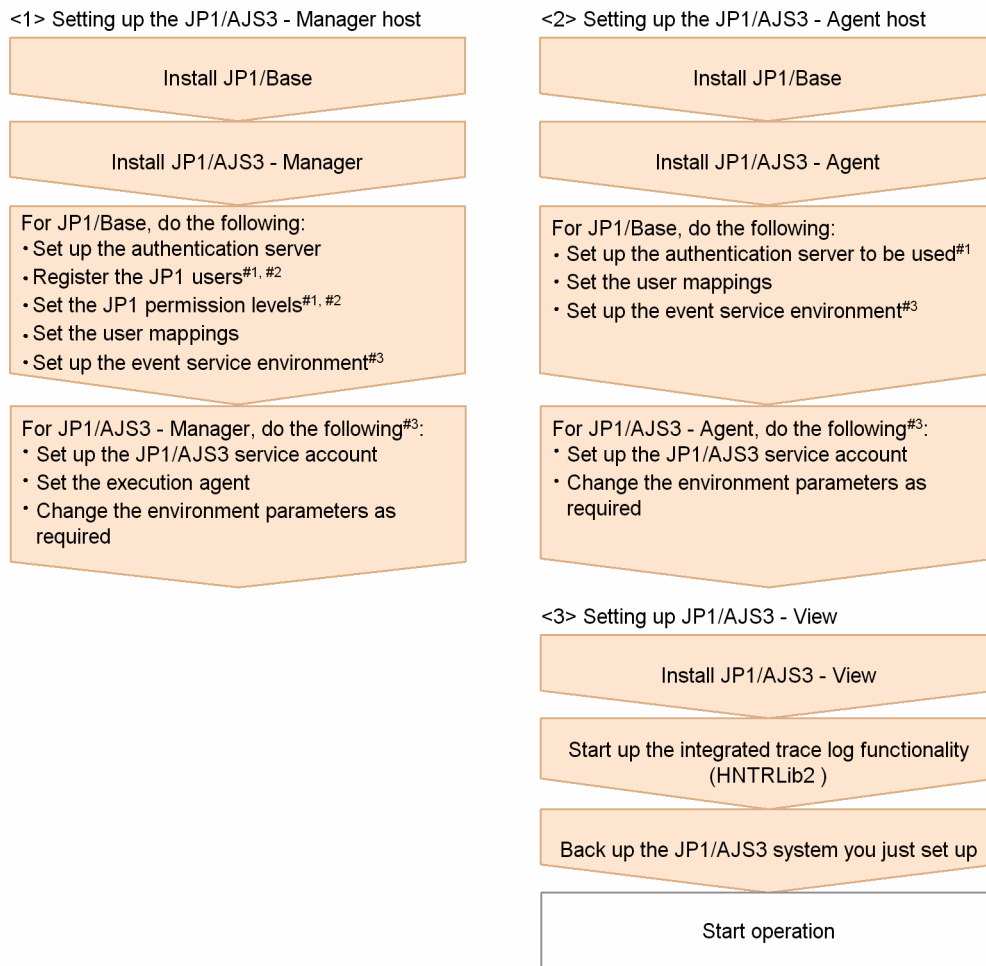 <1> Setting up the JP1/AJS3 - Manager host
Install JP1/Base
Install JP1/AJS3 - Manager
For JP1/Base, do the following:
・Set up the authentication server
・Register the JP1 users#1, #2
・Set the JP1 permission levels#1, #2
・Set the user mappings
・Set up the event service environment#3
For JP1/AJS3 - Manager, do the following#3:
・Set up the JP1/AJS3 service account
・Set the execution agent
・Change the environment parameters as
required
<2> Setting up the JP1/AJS3 - Agent host
Install JP1/Base
Install JP1/AJS3 - Agent
For JP1/Base, do the following:
・Set up the authentication server to be used#1
・Set the user mappings
・Set up the event service environment#3
For JP1/AJS3 - Agent, do the following#3:
・Set up the JP1/AJS3 service account
・Change the environment parameters as
required
<3> Setting up JP1/AJS3 - View
Install JP1/AJS3 - View
Start up the integrated trace log functionality
(HNTRLib2 )
Back up the JP1/AJS3 system you just set up
Start operation